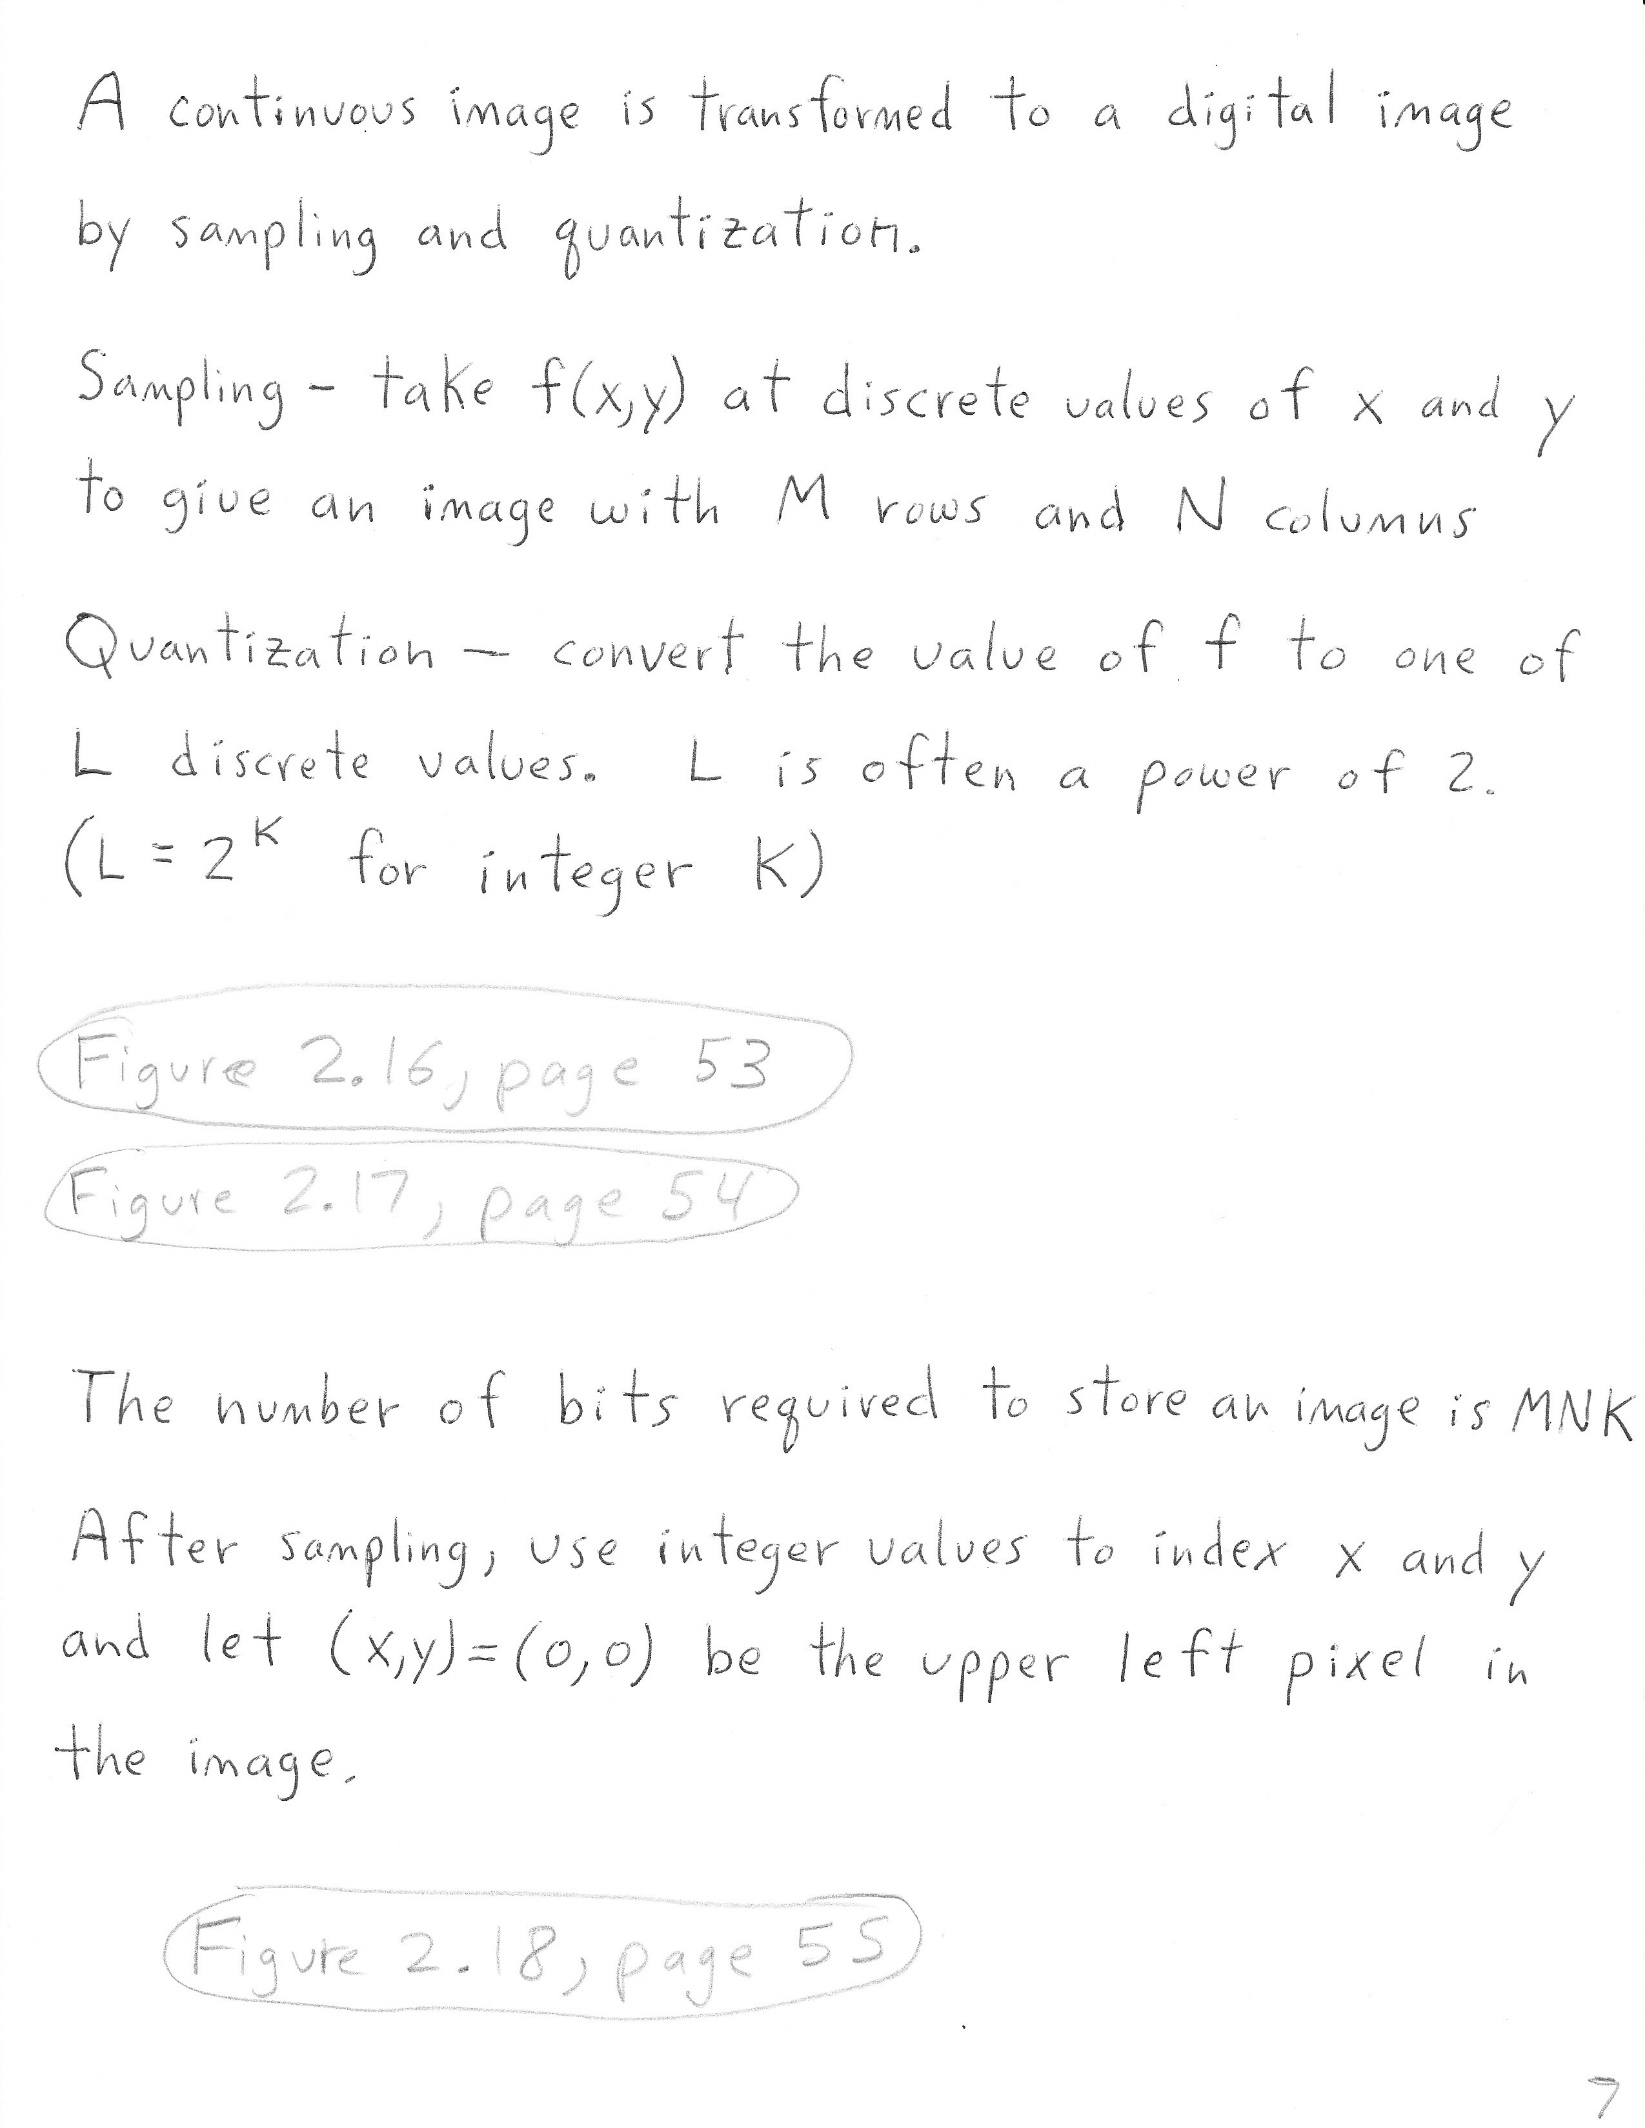 A continuous image is transformed to a digital image
by sampling and quantization.
Sampling - take f(x,y) at discrete values of x and y
to give an image with M rows and N columns
Quantization — convert the value of f to one of
L discrete values. L is often a power of 2.
(L = 2^K for integer K)
Figure 2.16, page 53
Figure 2.17, page 54
The number of bits required to store an image is MNK
After sampling, use integer values to index x and y
and let (x,y)=(0,0) be the upper left pixel in
the image.
Figure 2.18, page 55
7